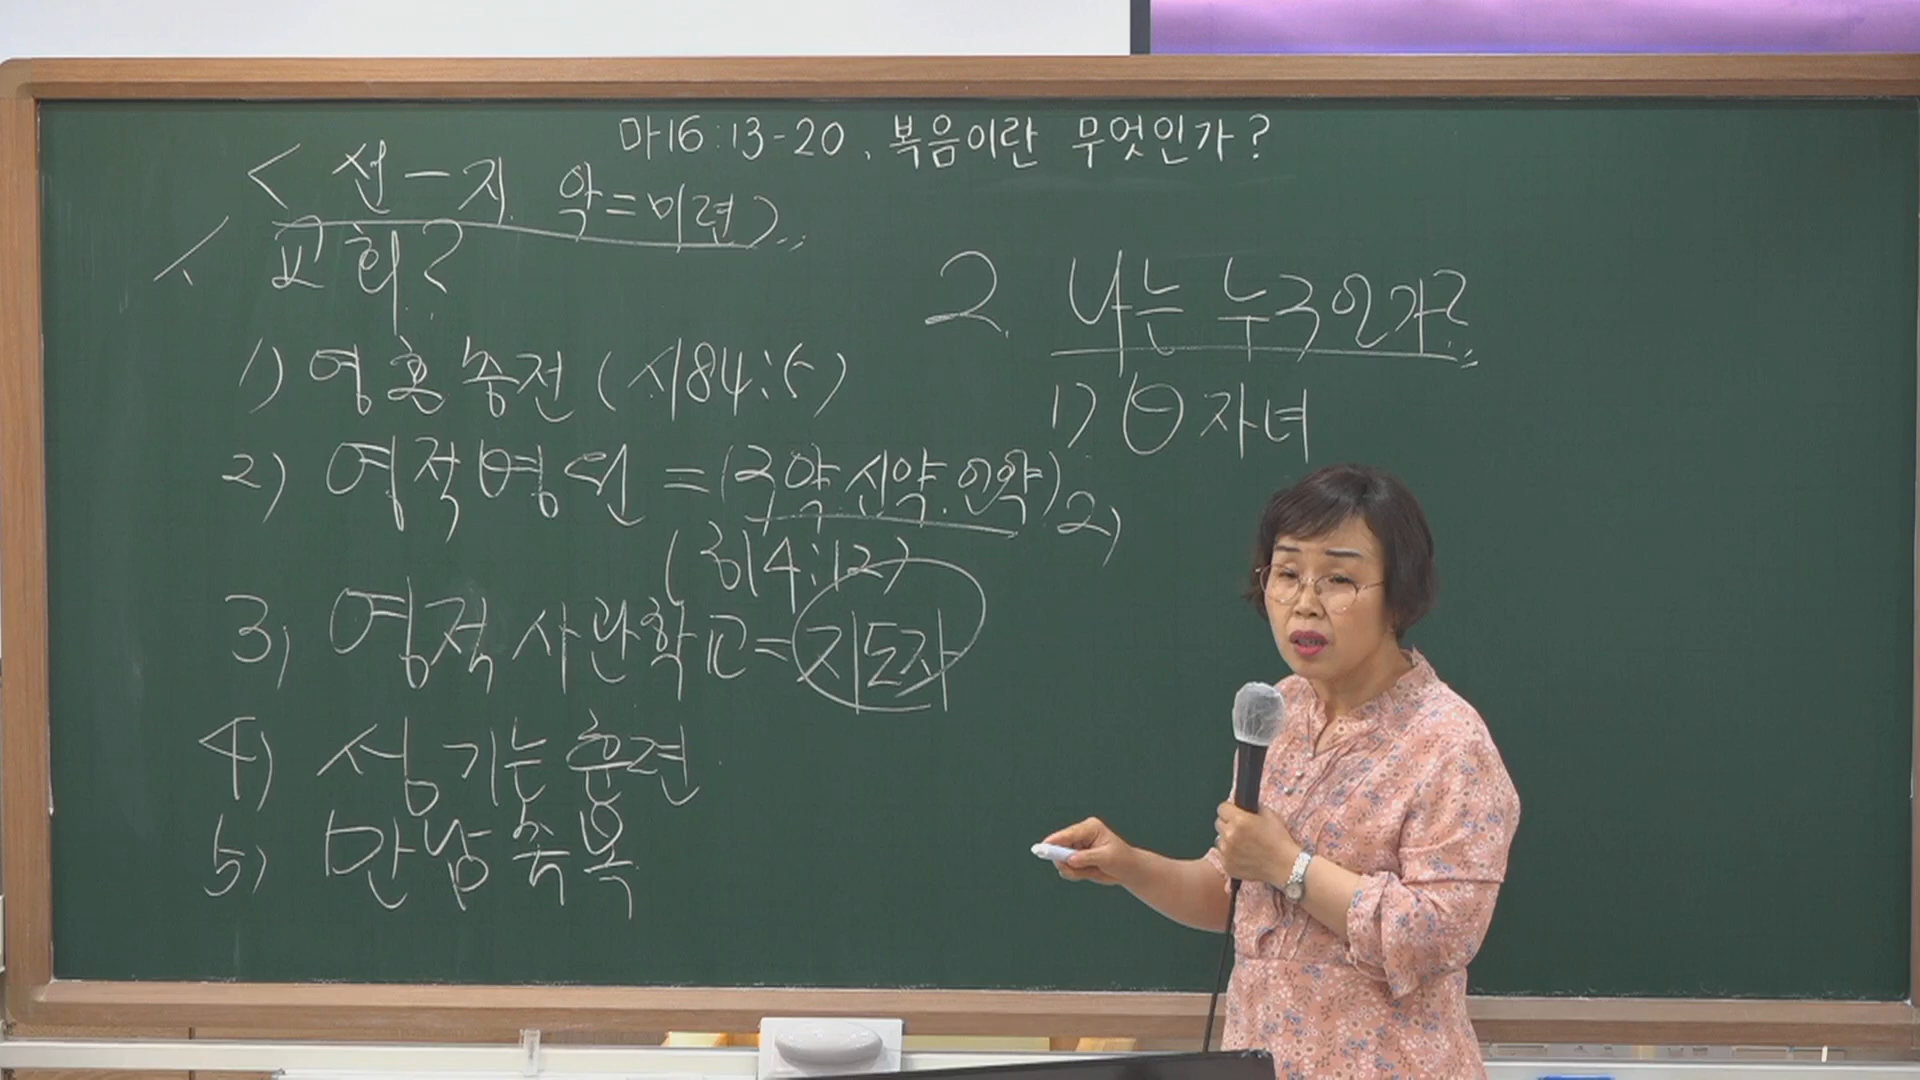 마16:13-20. 복음이란 무엇인가?
< 선-지 악=미련>
1. 교회?
1) 영혼충전 (시84:5)
2) 영적병원 = (구약.신약.언약)
(히4:12)
3) 영적사관학교=지도자
4) 섬기는훈련
5) 만남축복
2. 나는 누구인가?
1) ㊀자녀
2)